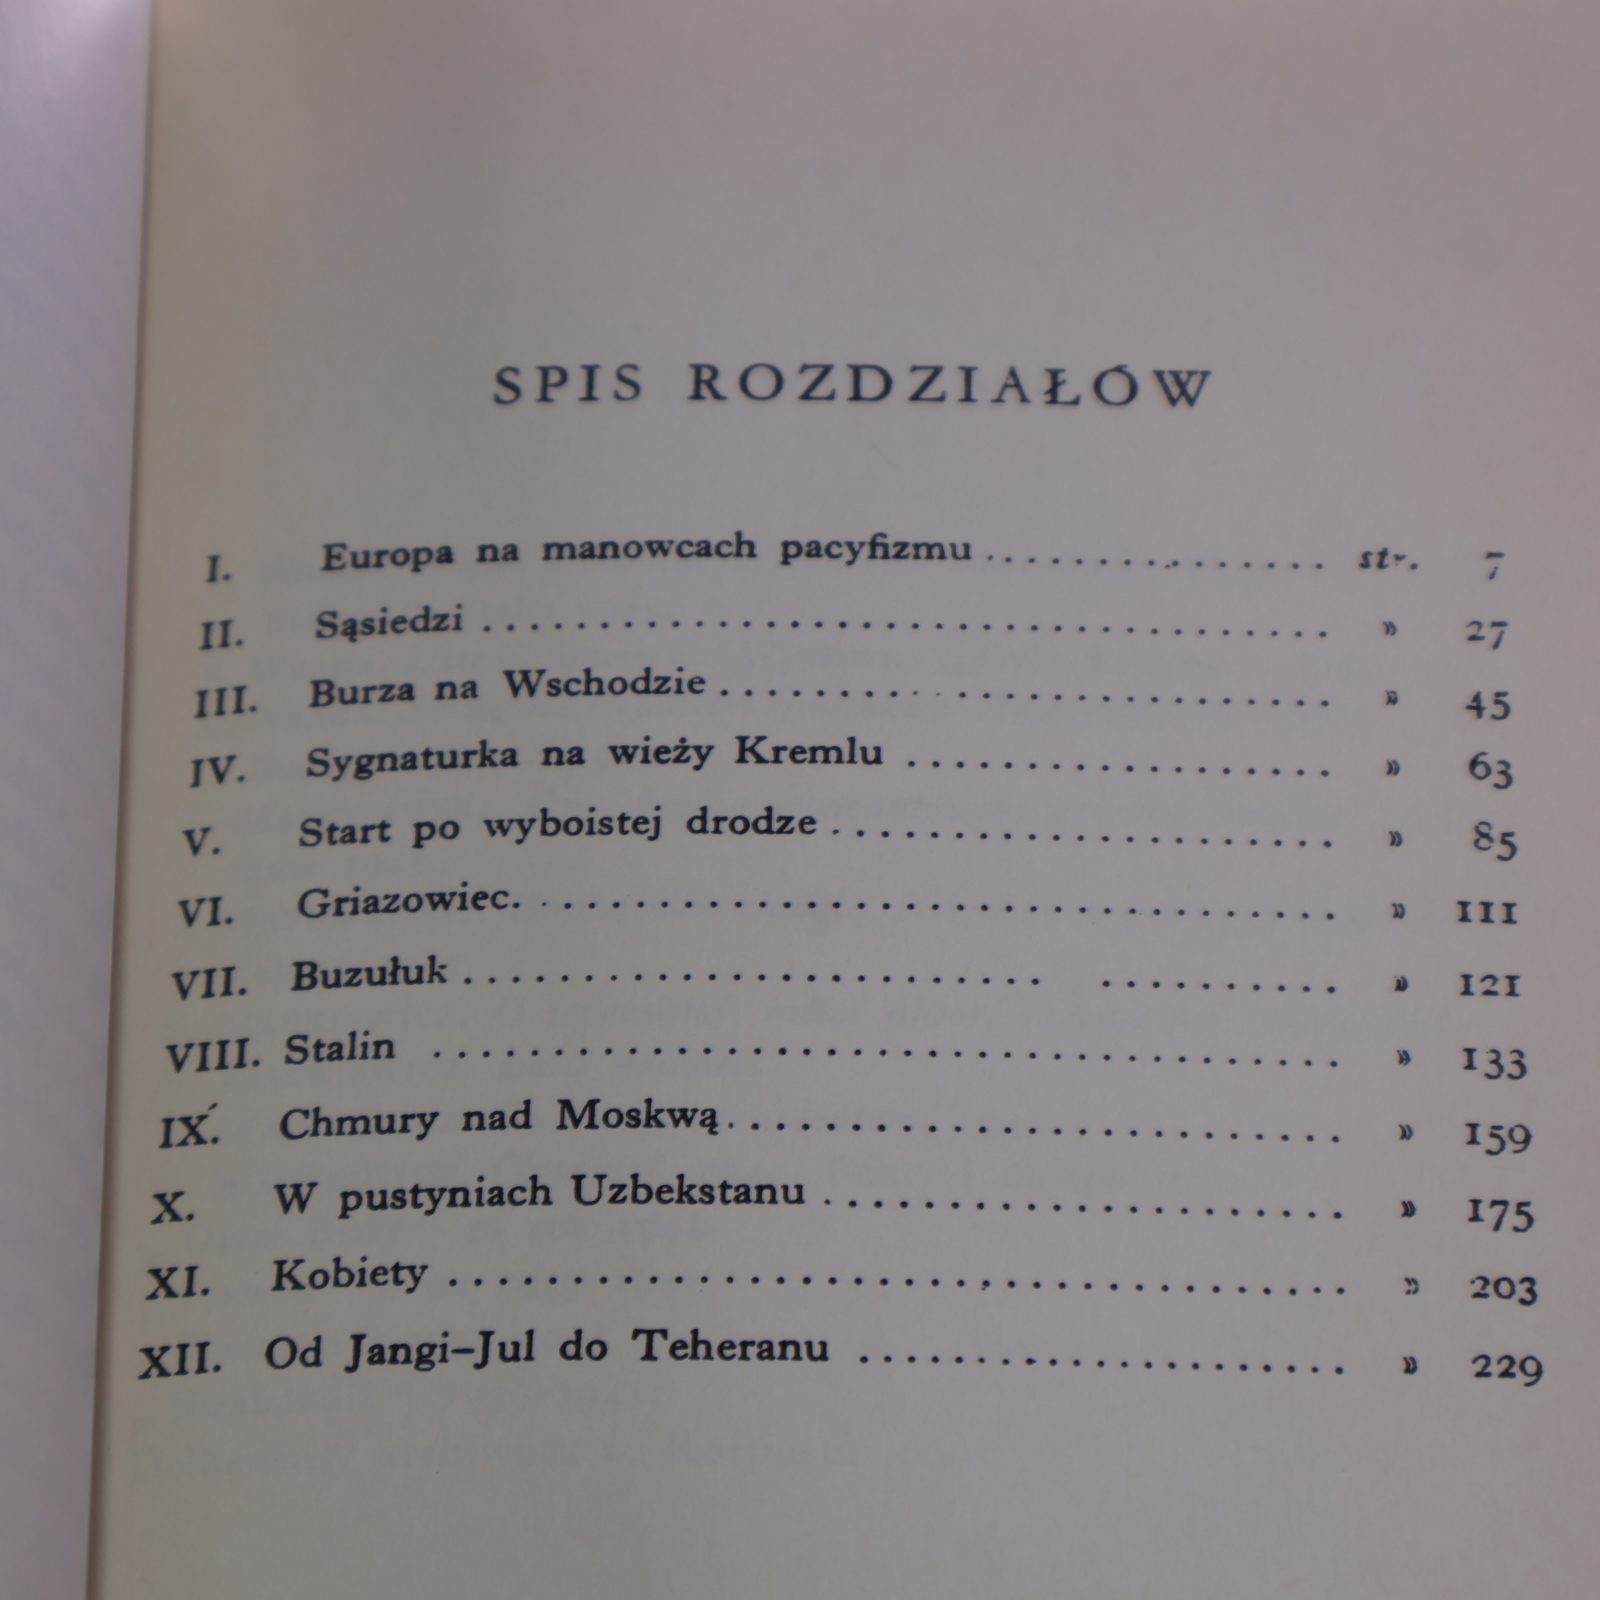 SPIS ROZDZIAŁÓW
I. Europa na manowcach pacyfizmu . . . . . . . . . . . . . . . . . str. 7
II. Sąsiedzi . . . . . . . . . . . . . . . . . . . . . . . . . . . . . . . . . . . » 27
III. Burza na Wschodzie . . . . . . . . . . . . . . . . . . . . . . . . . » 45
IV. Sygnaturka na wieży Kremlu . . . . . . . . . . . . . . . . . . » 63
V. Start po wyboistej drodze . . . . . . . . . . . . . . . . . . . . . » 85
VI. Griazowiec. . . . . . . . . . . . . . . . . . . . . . . . . . . . . . . . . » 111
VII. Buzułuk . . . . . . . . . . . . . . . . . . . . . . . . . . . . . . . . . . » 121
VIII. Stalin . . . . . . . . . . . . . . . . . . . . . . . . . . . . . . . . . . . . . » 133
IX. Chmury nad Moskwą . . . . . . . . . . . . . . . . . . . . . . . . . » 159
X. W pustyniach Uzbekstanu . . . . . . . . . . . . . . . . . . . . . . » 175
XI. Kobiety . . . . . . . . . . . . . . . . . . . . . . . . . . . . . . . . . . . . . » 203
XII. Od Jangi–Jul do Teheranu . . . . . . . . . . . . . . . . . . . . » 229